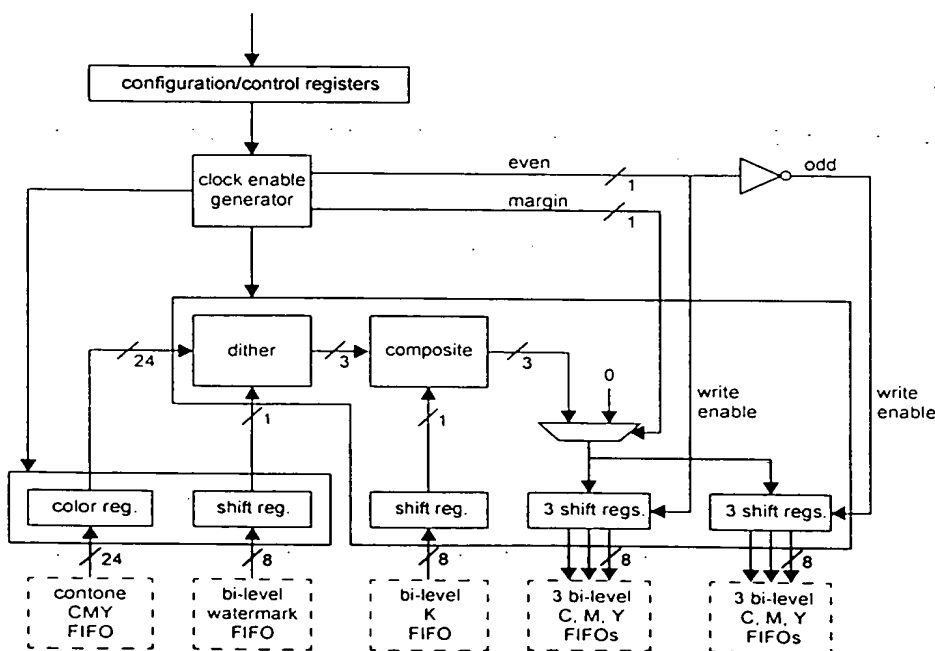 configuration/control registers
clock enable
generator
even
1
odd
margin
1
dither
composite
24
3
3
0
1
1
write
enable
write
enable
color reg.
shift reg.
shift reg.
3 shift regs.
3 shift regs.
24
8
8
8
8
contone
CMY
FIFO
bi-level
watermark
FIFO
bi-level
K
FIFO
3 bi-level
C, M, Y
FIFOs
3 bi-level
C, M, Y
FIFOs